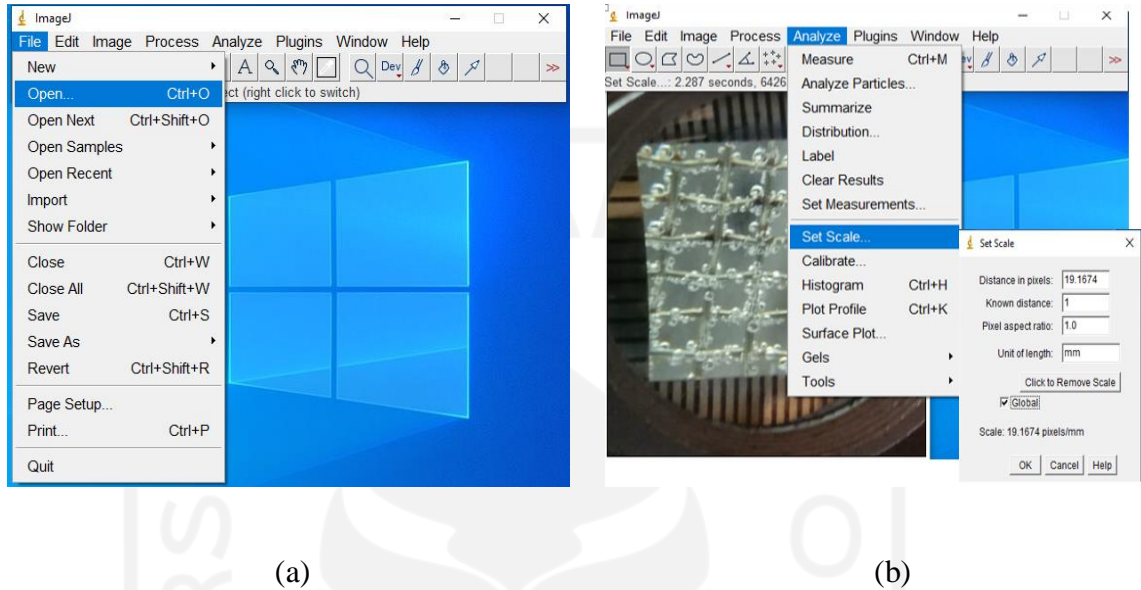 ImageJ
File Edit Image Process Analyze Plugins Window Help
New
Open... Ctrl+O
ect (right click to switch)
Open Next Ctrl+Shift+O
Open Samples
Open Recent
Import
Show Folder
Close Ctrl+W
Close All Ctrl+Shift+W
Save Ctrl+S
Save As
Revert Ctrl+Shift+R
Page Setup...
Print... Ctrl+P
Quit
A Dev >>
(a)
ImageJ
File Edit Image Process Analyze Plugins Window Help
>>
Set Scale...: 2.287 seconds, 6426
Measure Ctrl+M
Analyze Particles...
Summarize
Distribution...
Label
Clear Results
Set Measurements...
Set Scale...
Calibrate...
Histogram Ctrl+H
Plot Profile Ctrl+K
Surface Plot...
Gels
Tools
Set Scale
Distance in pixels: 19.1674
Known distance: 1
Pixel aspect ratio: 1.0
Unit of length: mm
Click to Remove Scale
Global
Scale: 19.1674 pixels/mm
OK Cancel Help
(b)